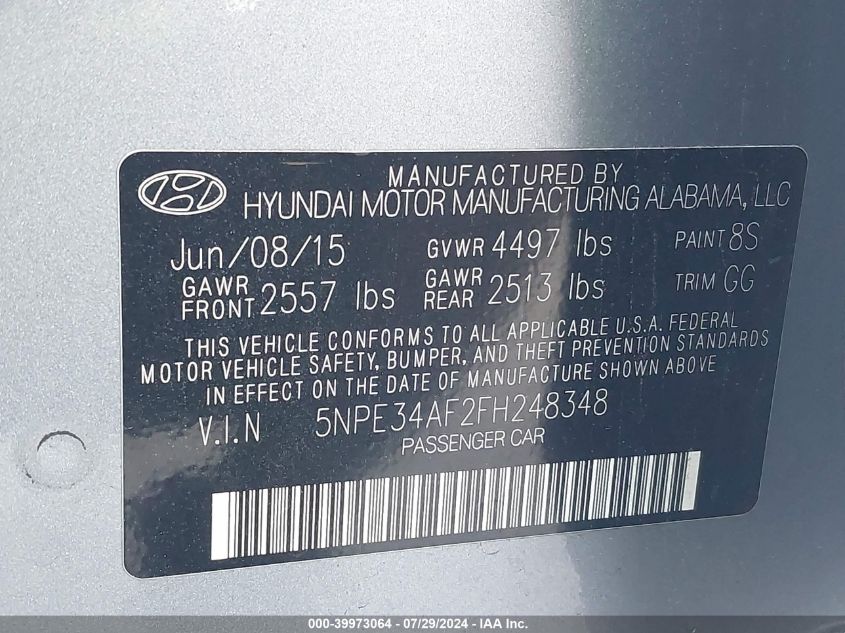 MANUFACTURED BY
HYUNDAI MOTOR MANUFACTURING ALABAMA, LLC
Jun/08/15 GVWR 4497 lbs PAINT 8S
GAWR FRONT 2557 lbs GAWR REAR 2513 lbs TRIM GG
THIS VEHICLE CONFORMS TO ALL APPLICABLE U.S.A. FEDERAL
MOTOR VEHICLE SAFETY, BUMPER, AND THEFT PREVENTION STANDARDS
IN EFFECT ON THE DATE OF MANUFACTURE SHOWN ABOVE
V.I.N 5NPE34AF2FH248348
PASSENGER CAR
000-39973064 - 07/29/2024 - IAA Inc.